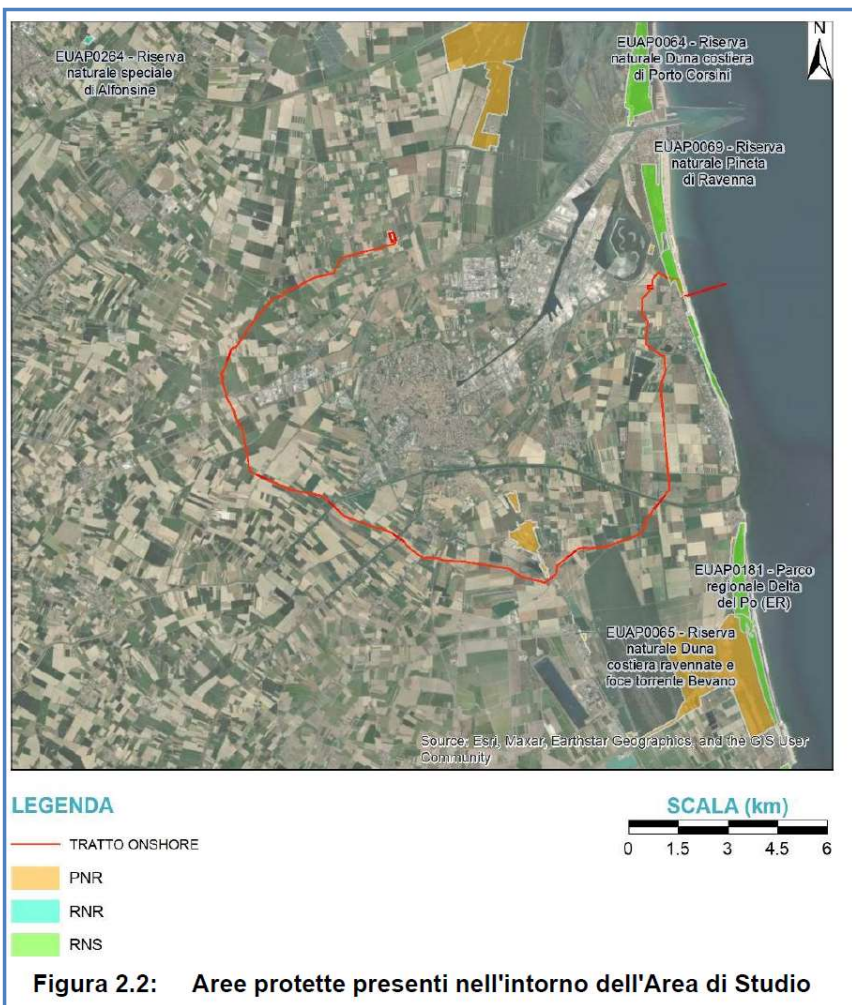 EUAP0264 - Riserva
naturale speciale
di Alfonsine
EUAP0064 - Riserva
naturale Duna costiera
di Porto Corsini
N
EUAP0069 - Riserva
naturale Pineta
di Ravenna
EUAP0181 - Parco
regionale Delta
del Po (ER)
EUAP0065 - Riserva
naturale Duna
costiera ravennate e
foce torrente Bevano
Source: Esri, Maxar, Earthstar Geographics, and the GIS User
Community
LEGENDA
TRATTO ONSHORE
PNR
RNR
RNS
SCALA (km)
0 1.5 3 4.5 6
Figura 2.2: Aree protette presenti nell'intorno dell'Area di Studio